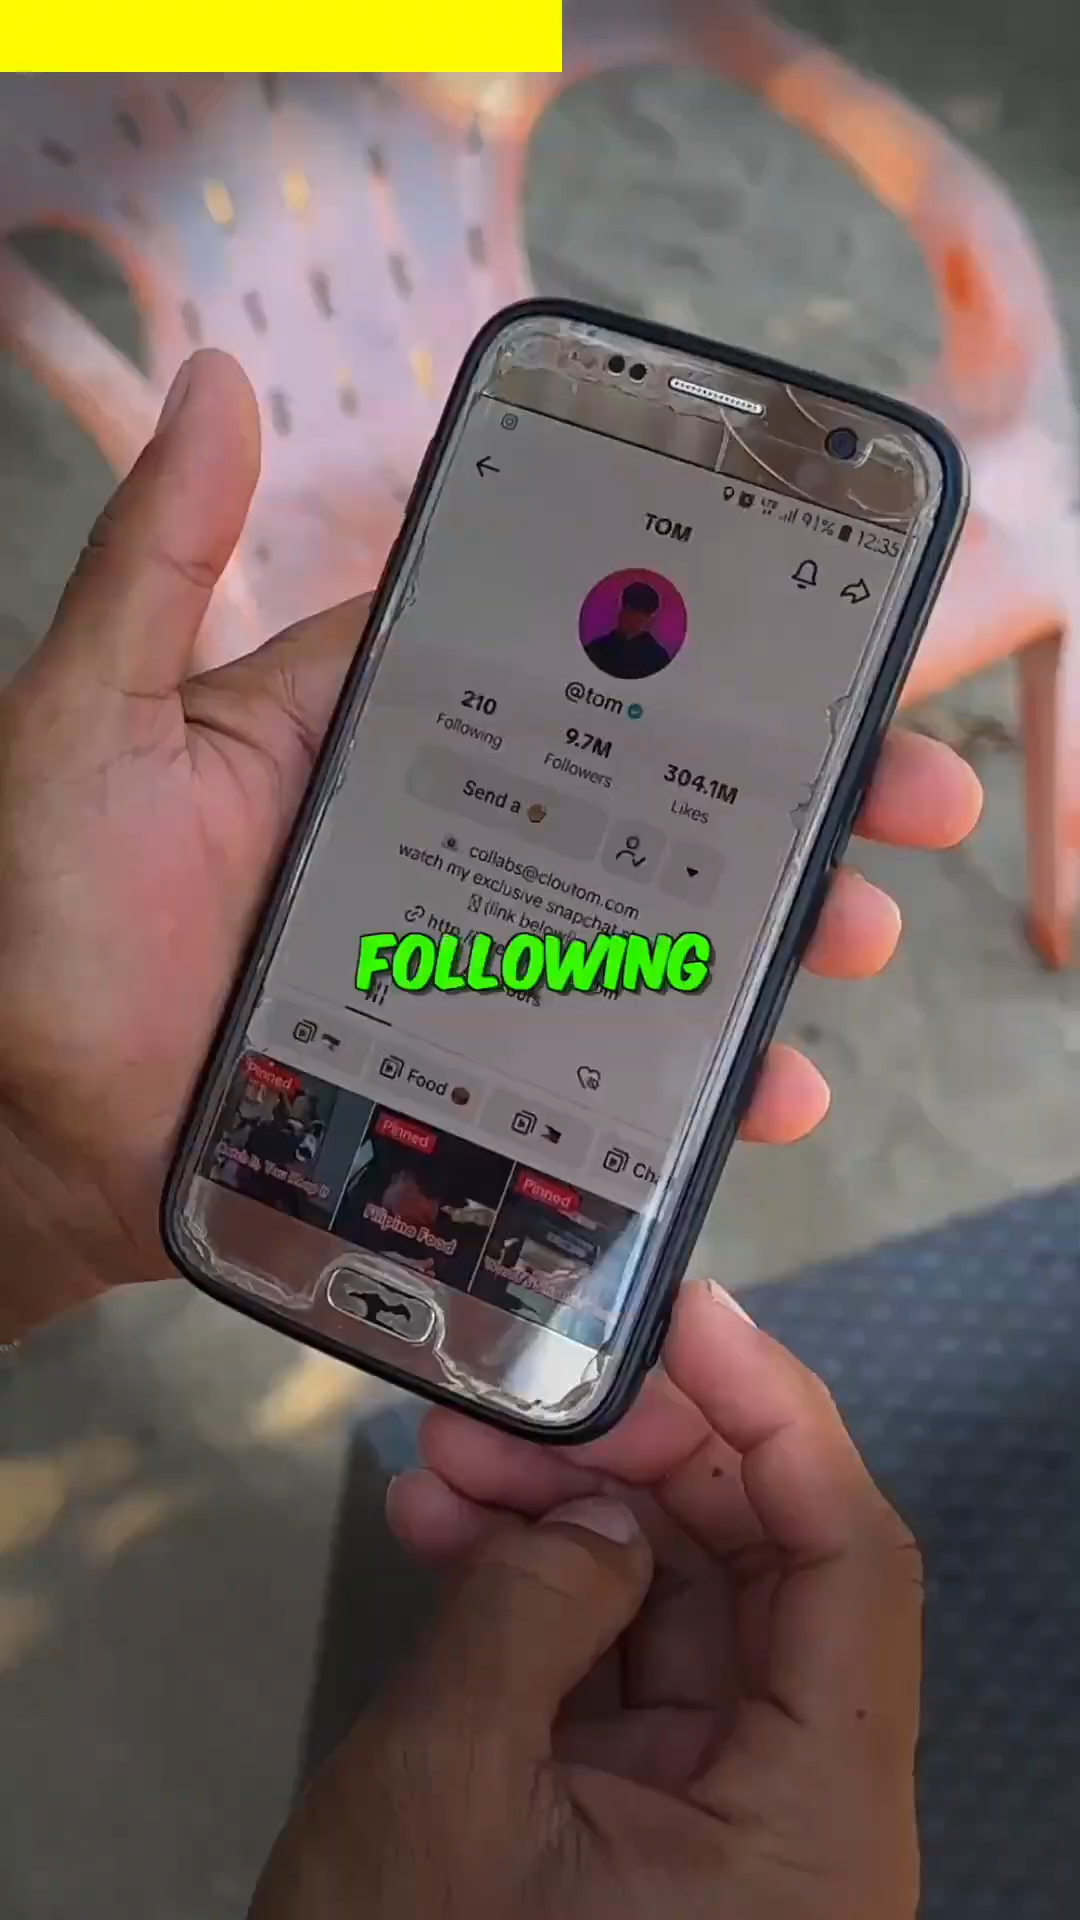 91% 12:35
TOM
@tom
210
Following
9.7M
Followers
304.1M
Likes
Send a
collabs@cloutom.com
watch my exclusive snapchat
(link below
http:/
FOLLOWING
Food
Pinned
Pinned
Filipino Food
Pinned